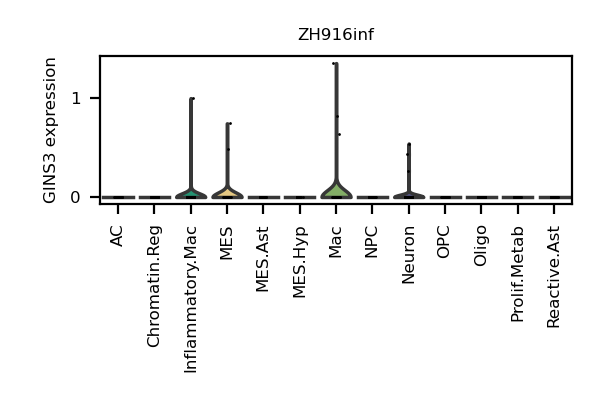 ZH916inf
GINS3 expression
1
0
AC
Chromatin.Reg
Inflammatory.Mac
MES
MES.Ast
MES.Hyp
Mac
NPC
Neuron
OPC
Oligo
Prolif.Metab
Reactive.Ast